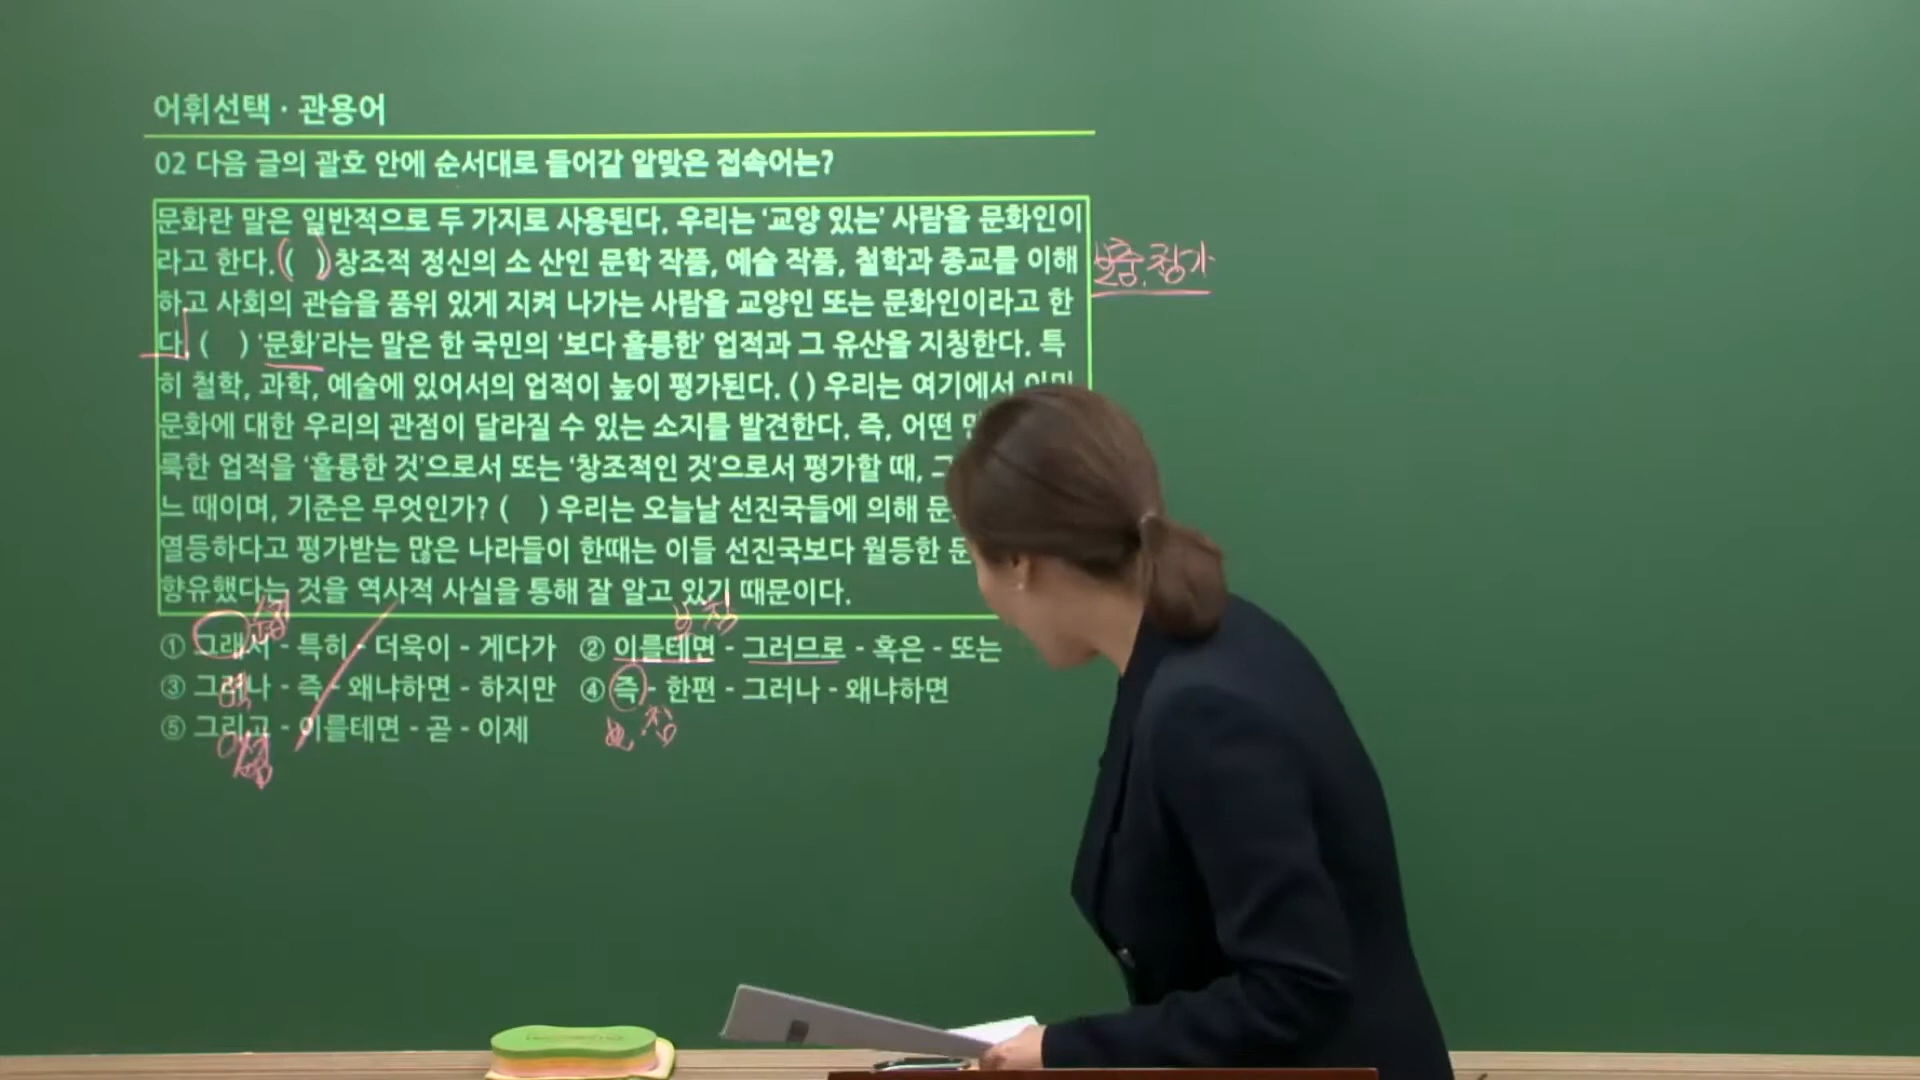 어휘선택 · 관용어
02 다음 글의 괄호 안에 순서대로 들어갈 알맞은 접속어는?
문화란 말은 일반적으로 두 가지로 사용된다. 우리는 ‘교양 있는’ 사람을 문화인이
라고 한다. (   ) 창조적 정신의 소 산인 문학 작품, 예술 작품, 철학과 종교를 이해
보충, 첨가
하고 사회의 관습을 품위 있게 지켜 나가는 사람을 교양인 또는 문화인이라고 한
다. (   ) ‘문화’라는 말은 한 국민의 ‘보다 훌륭한’ 업적과 그 유산을 지칭한다. 특
히 철학, 과학, 예술에 있어서의 업적이 높이 평가된다. ( ) 우리는 여기에서 이미
문화에 대한 우리의 관점이 달라질 수 있는 소지를 발견한다. 즉, 어떤
룩한 업적을 ‘훌륭한 것’으로서 또는 ‘창조적인 것’으로서 평가할 때,
느 때이며, 기준은 무엇인가? (   ) 우리는 오늘날 선진국들에 의해
열등하다고 평가받는 많은 나라들이 한때는 이들 선진국보다 월등한
향유했다는 것을 역사적 사실을 통해 잘 알고 있기 때문이다.
보, 첨
① 그래서 - 특히 - 더욱이 - 게다가 ② 이를테면 - 그러므로 - 혹은 - 또는
③ 그러나 - 즉 - 왜냐하면 - 하지만 ④ 즉 - 한편 - 그러나 - 왜냐하면
보, 첨
⑤ 그리고 - 이를테면 - 곧 - 이제